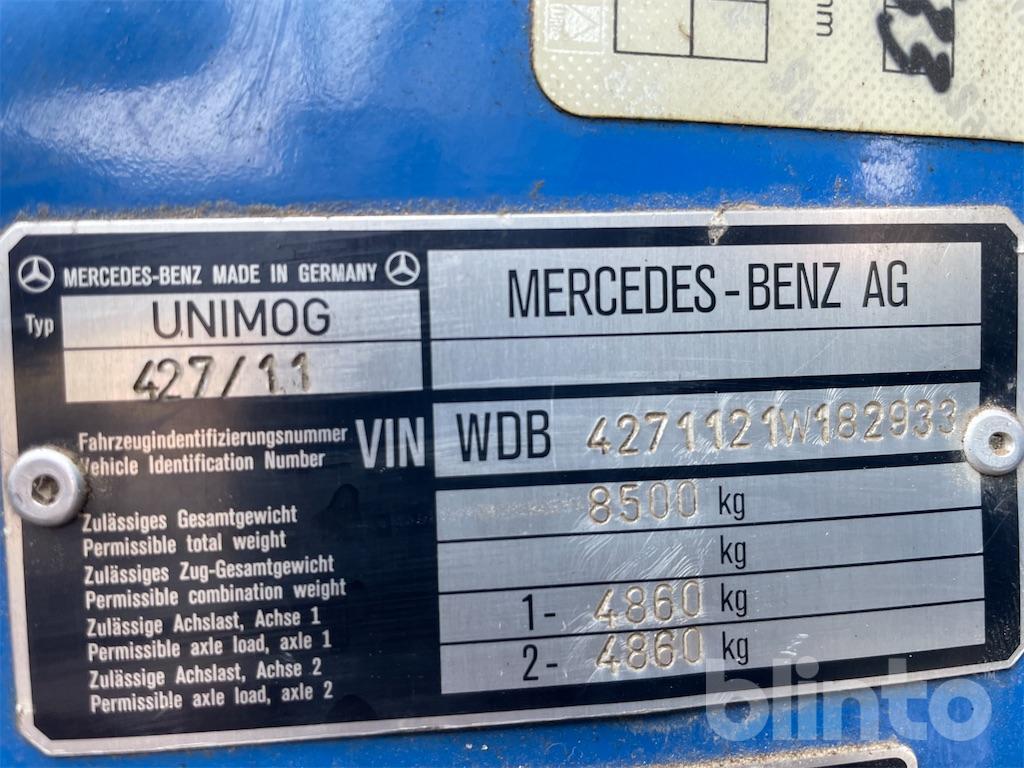 mm
MERCEDES-BENZ MADE IN GERMANY
MERCEDES-BENZ AG
Typ UNIMOG
427/11
Fahrzeugindentifizierungsnummer
Vehicle Identification Number
VIN WDB 4271121W182933
Zulässiges Gesamtgewicht
8500 kg
Permissible total weight
Zulässiges Zug-Gesamtgewicht
kg
Permissible combination weight
Zulässige Achslast, Achse 1
1- 4860 kg
Permissible axle load, axle 1
Zulässige Achslast, Achse 2
2- 4860 kg
Permissible axle load, axle 2
blinto